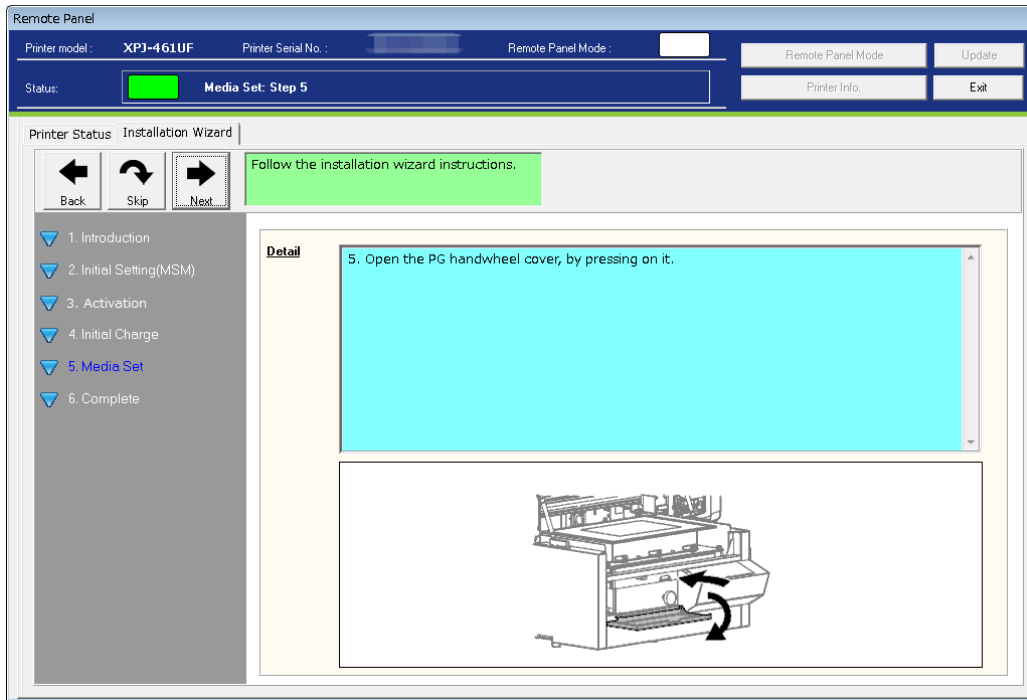 Remote Panel
Printer model : XPJ-461UF Printer Serial No. : Remote Panel Mode :
Remote Panel Mode Update
Status: Media Set: Step 5
Printer Info. Exit
Printer Status Installation Wizard
Back Skip Next
Follow the installation wizard instructions.
1. Introduction
2. Initial Setting(MSM)
3. Activation
4. Initial Charge
5. Media Set
6. Complete
Detail
5. Open the PG handwheel cover, by pressing on it.